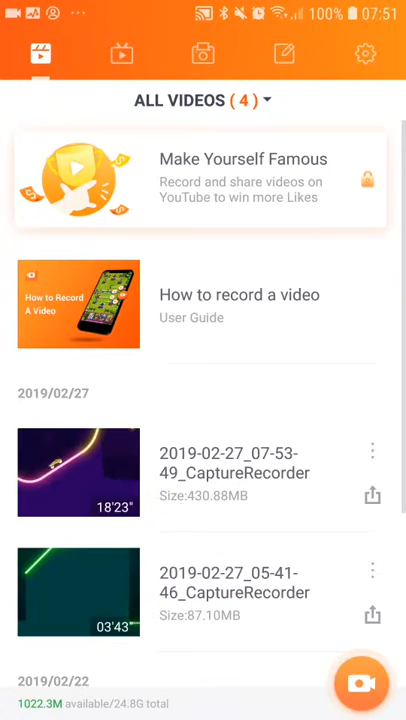 100% 07:51
ALL VIDEOS ( 4 )
Make Yourself Famous
Record and share videos on
YouTube to win more Likes
How to Record
A Video
How to record a video
User Guide
2019/02/27
2019-02-27_07-53-
49_CaptureRecorder
Size:430.88MB
18'23"
2019-02-27_05-41-
46_CaptureRecorder
Size:87.10MB
03'43"
2019/02/22
1022.3M available/24.8G total